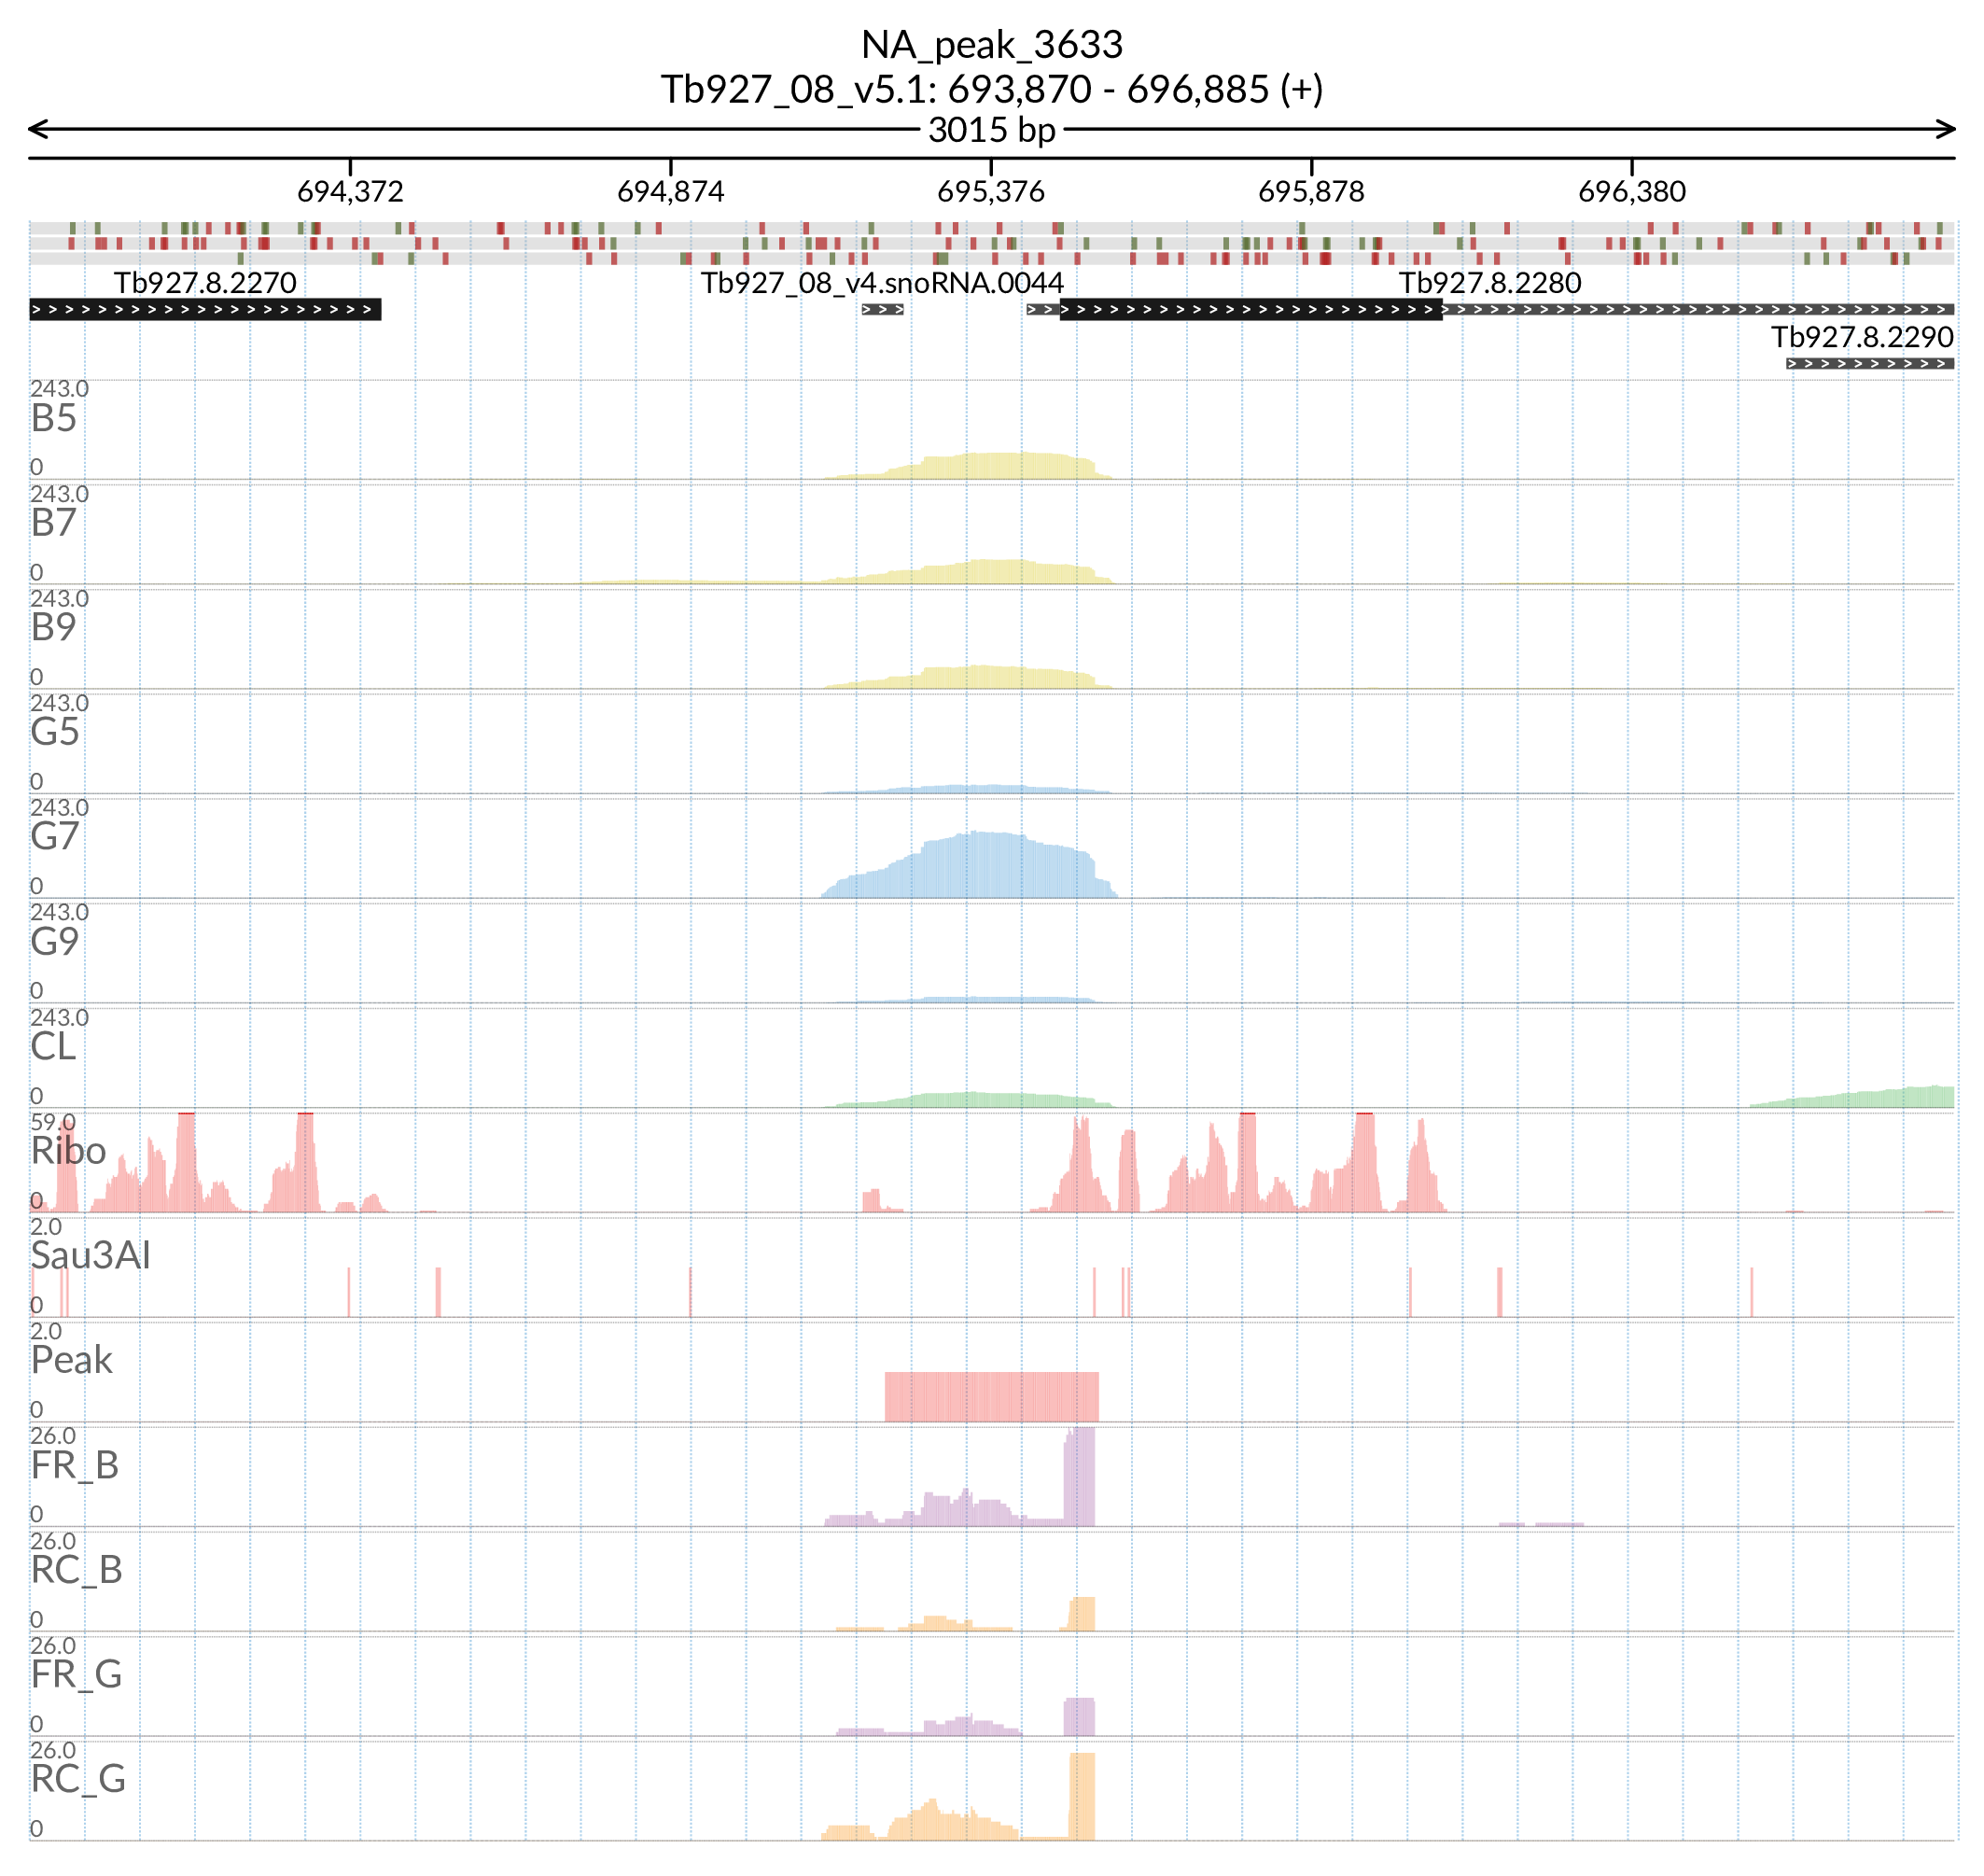 NA_peak_3633
Tb927_08_v5.1: 693,870 - 696,885 (+)
3015 bp
694,372 694,874 695,376 695,878 696,380
Tb927.8.2270 Tb927_08_v4.snoRNA.0044 Tb927.8.2280
Tb927.8.2290
243.0
B5
0
243.0
B7
0
243.0
B9
0
243.0
G5
0
243.0
G7
0
243.0
G9
0
243.0
CL
0
59.0
Ribo
0
2.0
Sau3AI
0
2.0
Peak
0
26.0
FR_B
0
26.0
RC_B
0
26.0
FR_G
0
26.0
RC_G
0